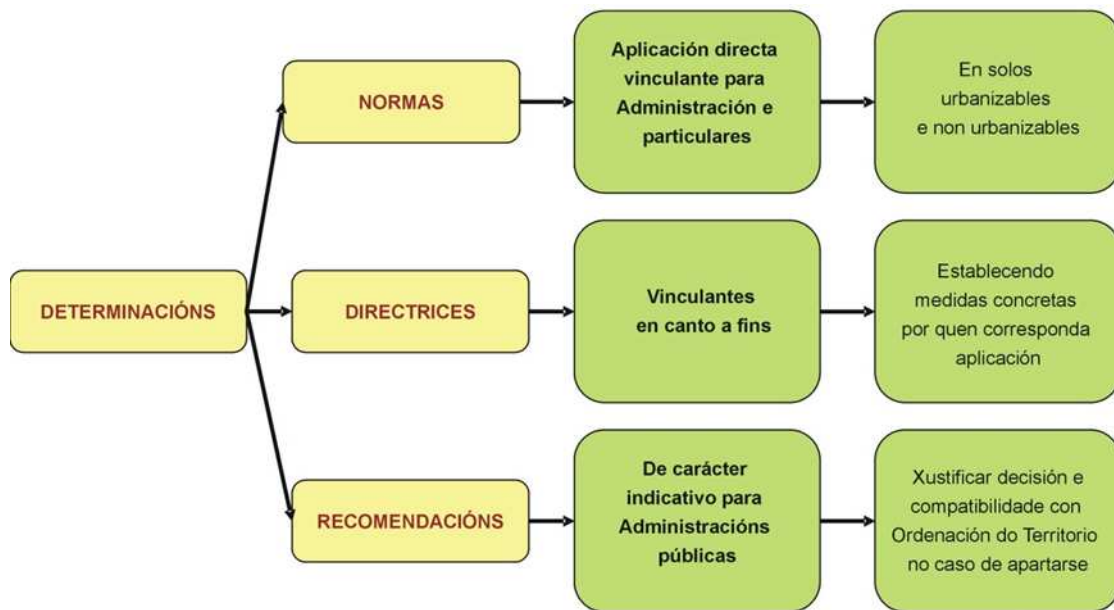 DETERMINACIÓNS
NORMAS
Aplicación directa
vinculante para
Administración e
particulares
En solos
urbanizables
e non urbanizables
DIRECTRICES
Vinculantes
en canto a fins
Establecendo
medidas concretas
por quen corresponda
aplicación
RECOMENDACIÓNS
De carácter
indicativo para
Administracións
públicas
Xustificar decisión e
compatibilidade con
Ordenación do Territorio
no caso de apartarse